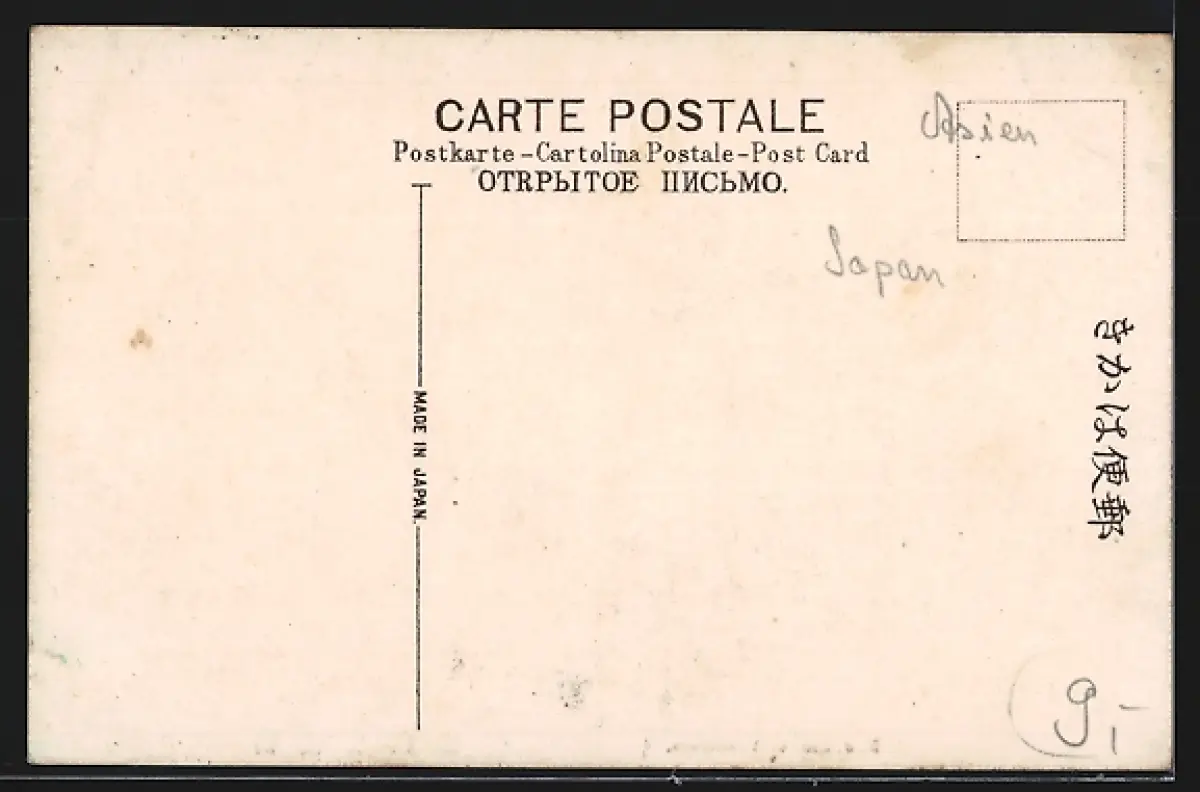 CARTE POSTALE
Postkarte-Cartolina Postale-Post Card
ОТRРЫТОЕ ПИСЬМО.
Asien
Japan
MADE IN JAPAN.
きかは便郵
9,-